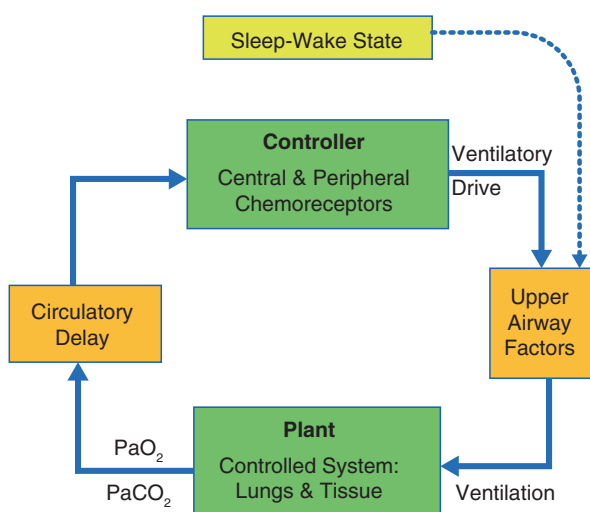 Sleep-Wake State
Controller
Central & Peripheral
Chemoreceptors
Ventilatory
Drive
Circulatory
Delay
Upper
Airway
Factors
Plant
Controlled System:
Lungs & Tissue
PaO₂
PaCO₂
Ventilation